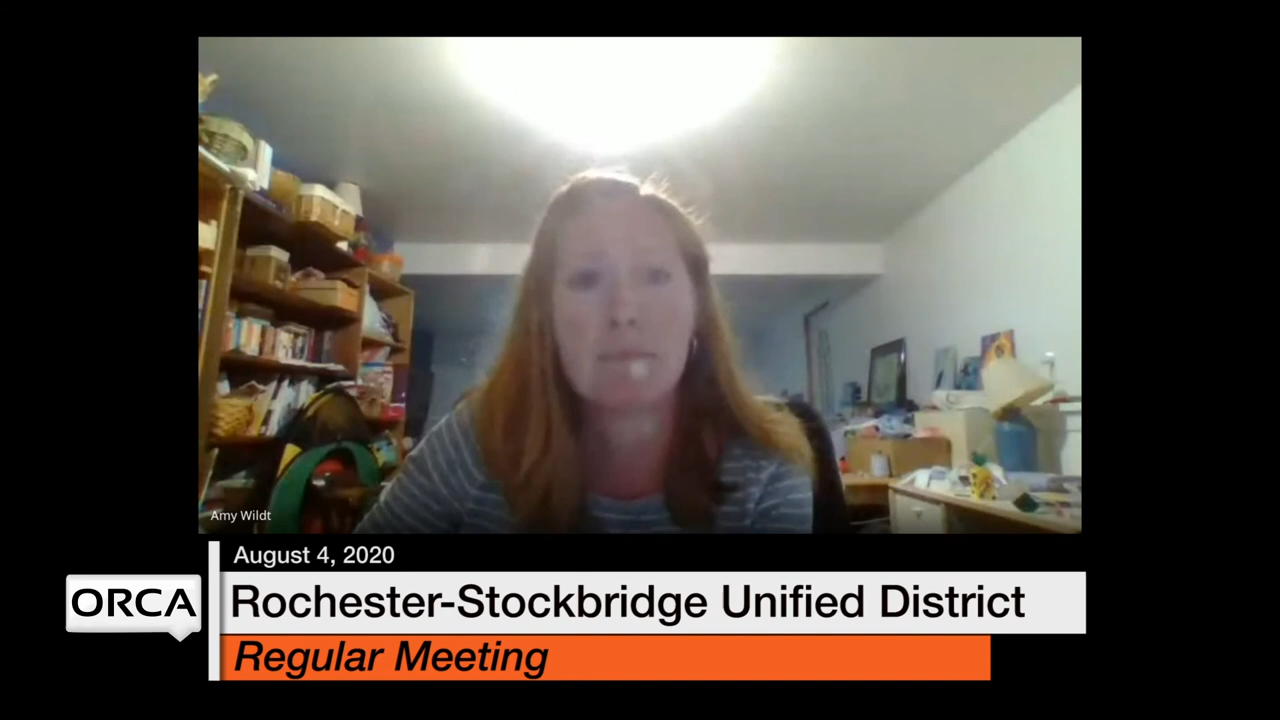 Amy Wildt
August 4, 2020
ORCA
Rochester-Stockbridge Unified District
Regular Meeting